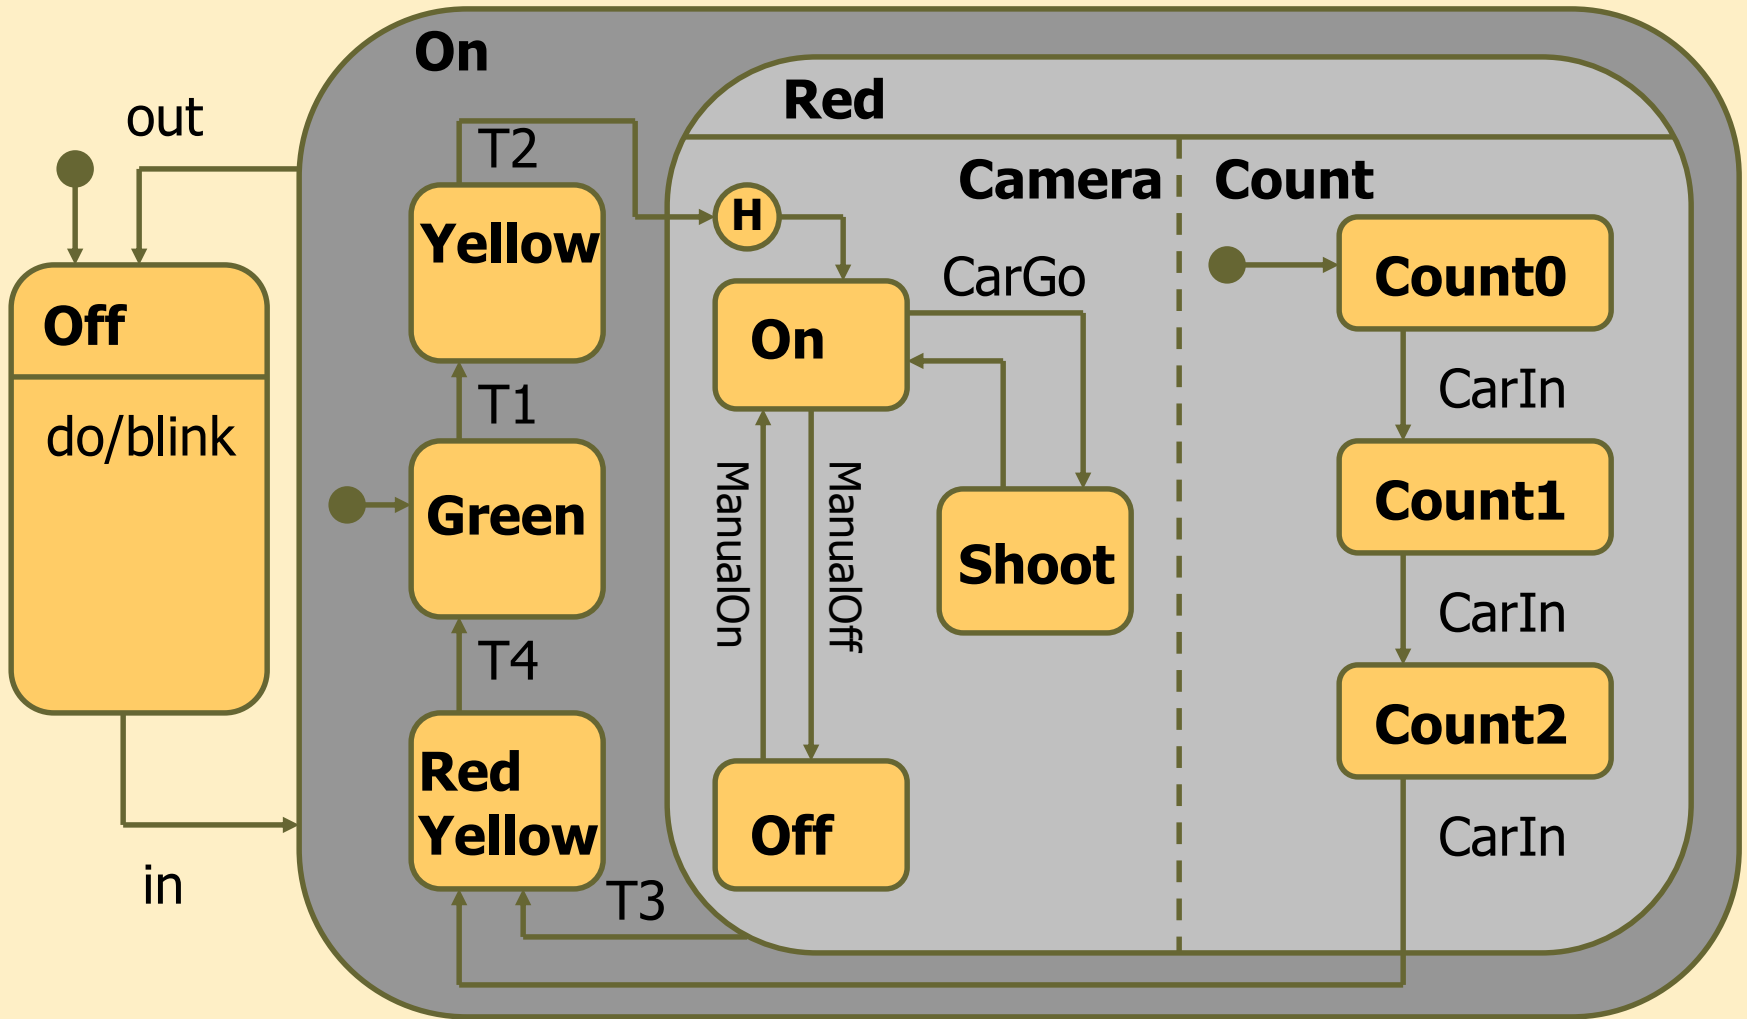 On
Red
out
T2
Camera
Count
H
Yellow
CarGo
Count0
Off
On
T1
CarIn
do/blink
ManualOn
ManualOff
Green
Count1
Shoot
T4
CarIn
Red
Yellow
Count2
Off
CarIn
in
T3